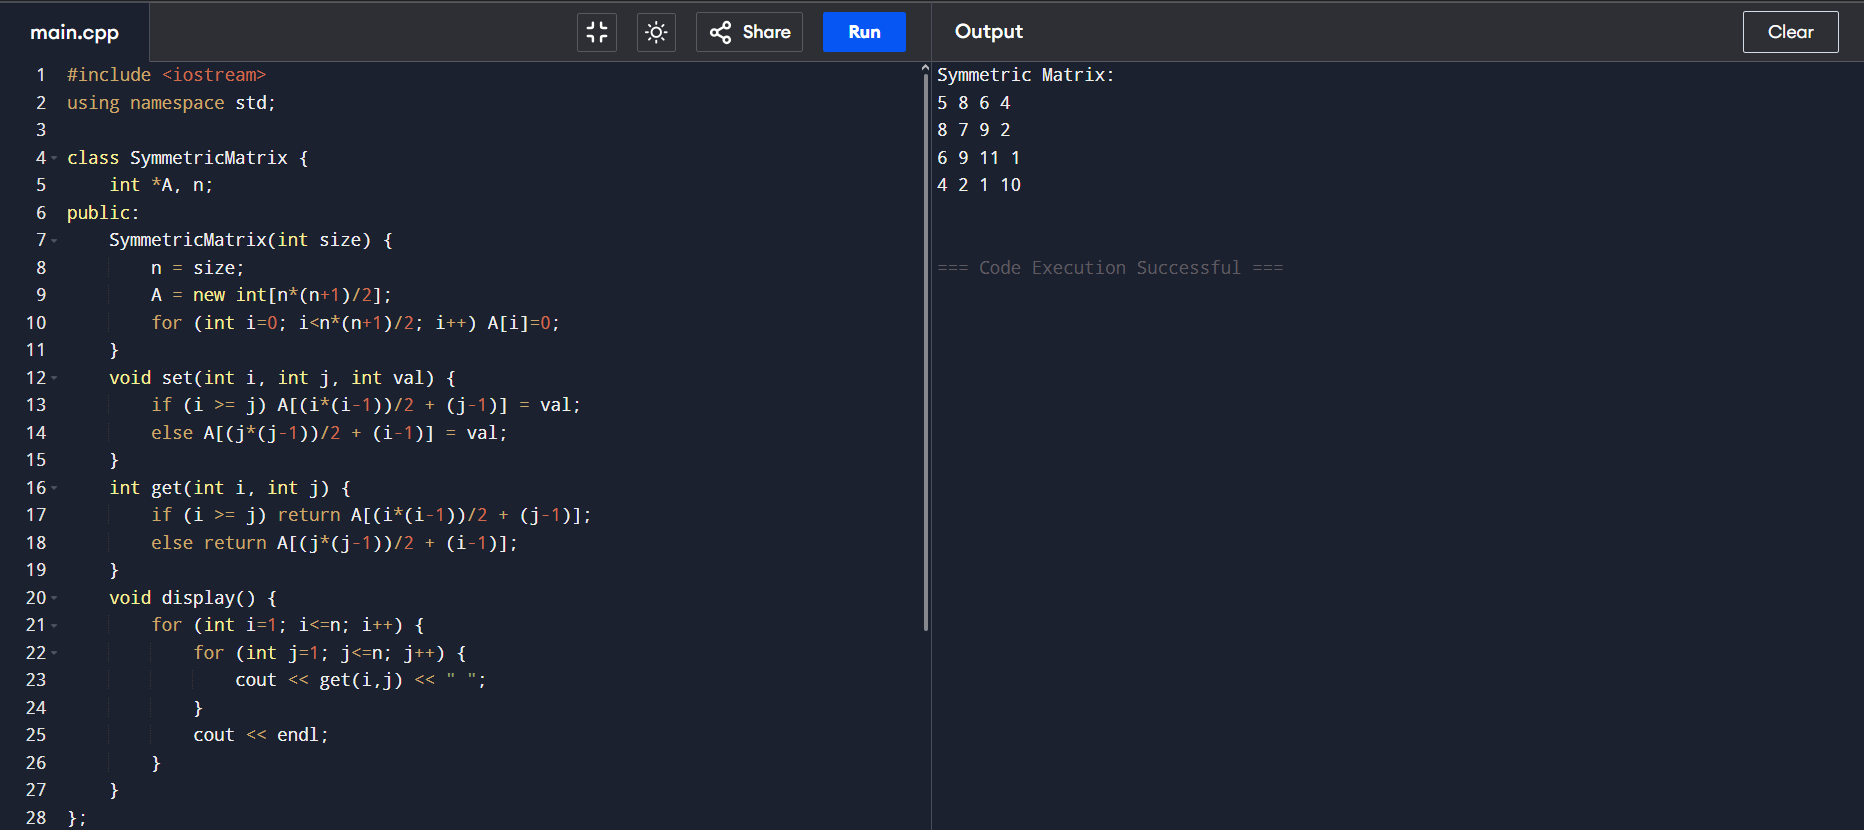 main.cpp
Share
Run
Output
Clear
1 #include <iostream>
2 using namespace std;
3
4 class SymmetricMatrix {
5     int *A, n;
6 public:
7     SymmetricMatrix(int size) {
8         n = size;
9         A = new int[n*(n+1)/2];
10         for (int i=0; i<n*(n+1)/2; i++) A[i]=0;
11     }
12     void set(int i, int j, int val) {
13         if (i >= j) A[(i*(i-1))/2 + (j-1)] = val;
14         else A[(j*(j-1))/2 + (i-1)] = val;
15     }
16     int get(int i, int j) {
17         if (i >= j) return A[(i*(i-1))/2 + (j-1)];
18         else return A[(j*(j-1))/2 + (i-1)];
19     }
20     void display() {
21         for (int i=1; i<=n; i++) {
22             for (int j=1; j<=n; j++) {
23                 cout << get(i,j) << " ";
24             }
25             cout << endl;
26         }
27     }
28 };
Symmetric Matrix:
5 8 6 4
8 7 9 2
6 9 11 1
4 2 1 10
=== Code Execution Successful ===